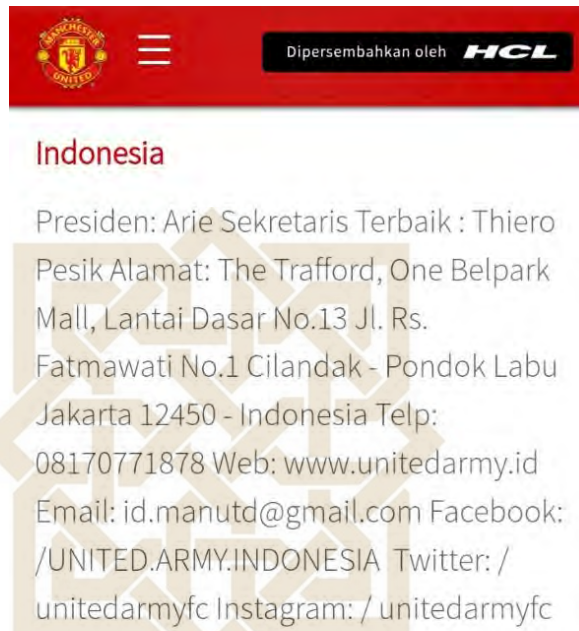 MANCHESTER
UNITED
Dipersembahkan oleh HCL
Indonesia
Presiden: Arie Sekretaris Terbaik : Thiero
Pesik Alamat: The Trafford, One Belpark
Mall, Lantai Dasar No.13 Jl. Rs.
Fatmawati No.1 Cilandak - Pondok Labu
Jakarta 12450 - Indonesia Telp:
08170771878 Web: www.unitedarmy.id
Email: id.manutd@gmail.com Facebook:
/UNITED.ARMY.INDONESIA Twitter: /
unitedarmyfc Instagram: / unitedarmyfc